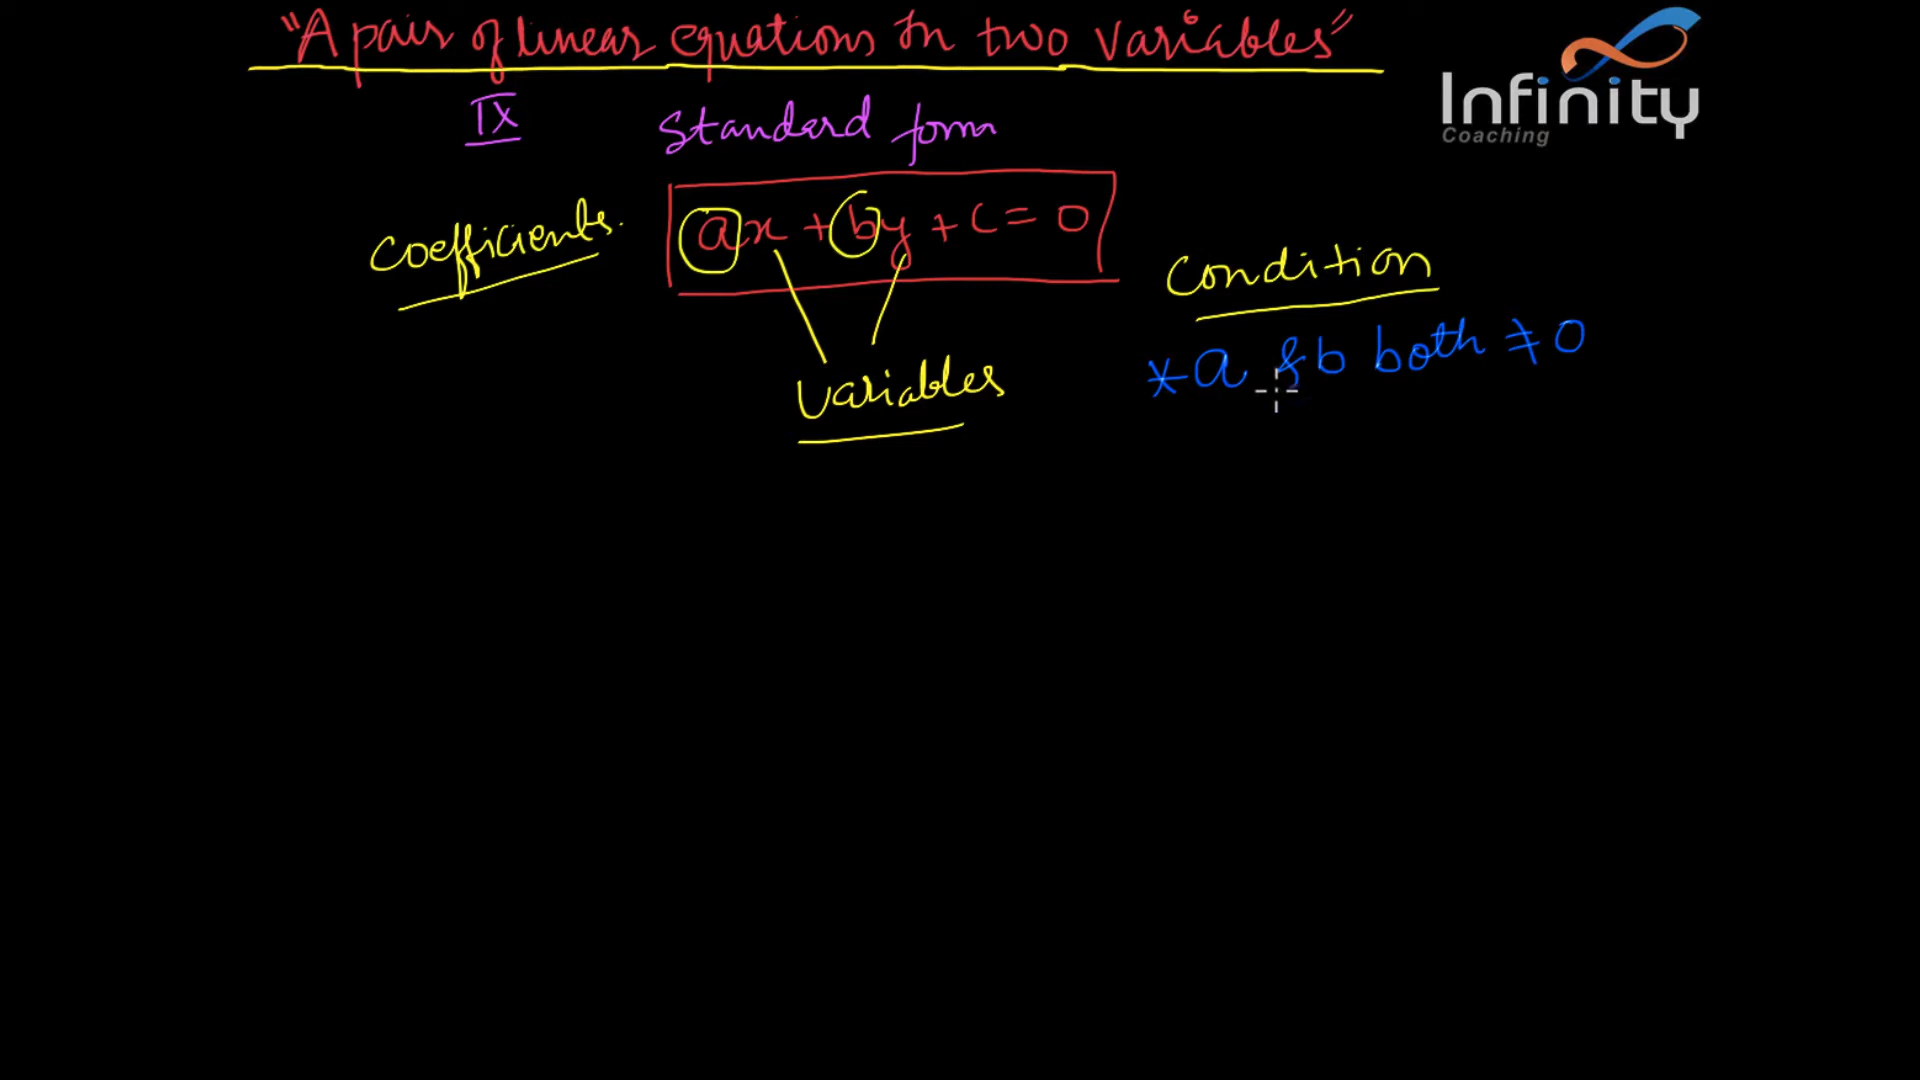 "A pair of linear equations In two variables"
Infinity
Coaching
IX
Standard form
Coefficients.
ax + by + c = 0
Condition
* a & b both ≠ 0
Variables